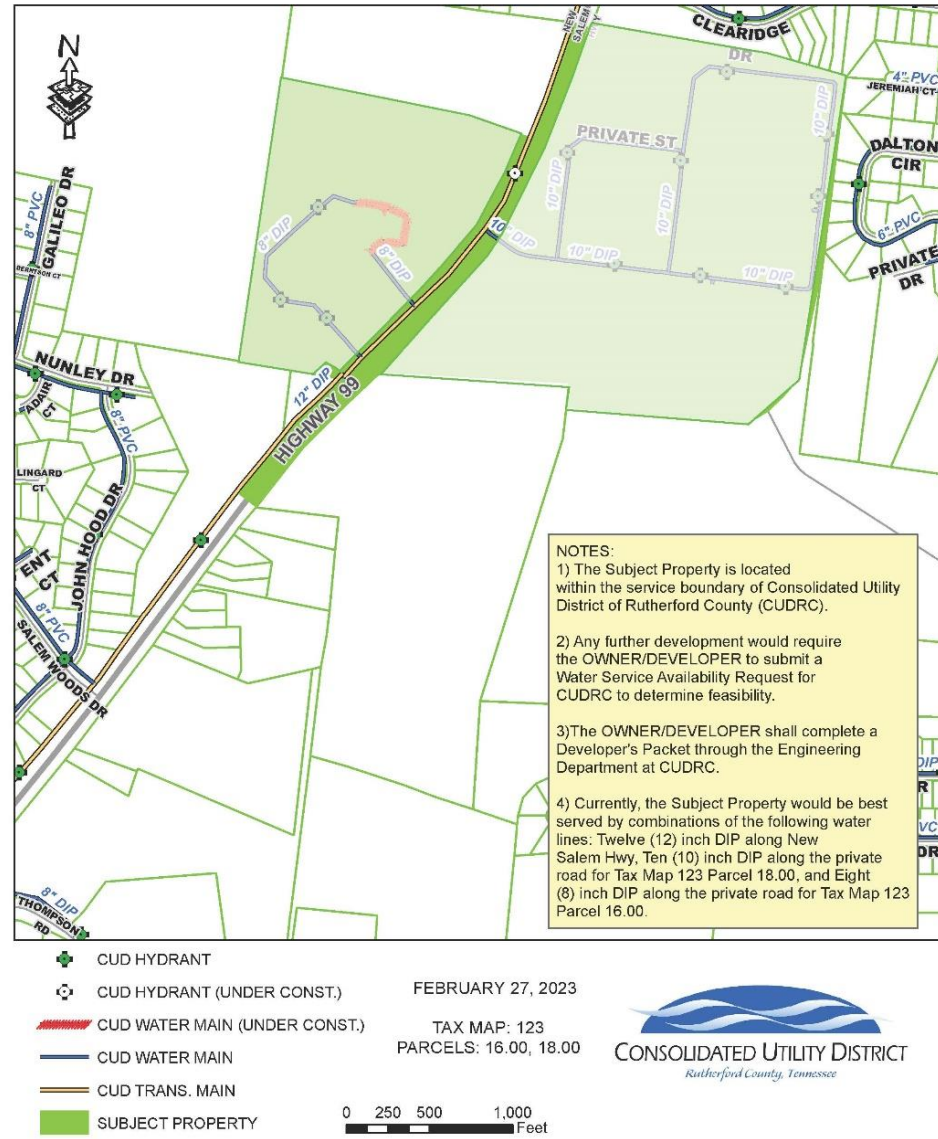 N
NEW
SALEM
HWY
CLEARIDGE
DR
4" PVC
JEREMIAH CT
10" DIP
10" DIP
PRIVATE ST
DALTON
CIR
GALILEO DR
8" PVC
8" DIP
10" DIP
10" DIP
6" PVC
10" DIP
8" DIP
10" DIP
10" DIP
PRIVATE
DR
NUNLEY DR
ADAIR
CT
12" DIP
HIGHWAY 99
8" PVC
LINGARD
CT
JOHN HOOD DR
ENT
CT
8" PVC
SALEM WOODS DR
8" DIP
THOMPSON
RD
DIP
R
VC
DR
NOTES:
1) The Subject Property is located
within the service boundary of Consolidated Utility
District of Rutherford County (CUDRC).
2) Any further development would require
the OWNER/DEVELOPER to submit a
Water Service Availability Request for
CUDRC to determine feasibility.
3)The OWNER/DEVELOPER shall complete a
Developer's Packet through the Engineering
Department at CUDRC.
4) Currently, the Subject Property would be best
served by combinations of the following water
lines: Twelve (12) inch DIP along New
Salem Hwy, Ten (10) inch DIP along the private
road for Tax Map 123 Parcel 18.00, and Eight
(8) inch DIP along the private road for Tax Map 123
Parcel 16.00.
CUD HYDRANT
CUD HYDRANT (UNDER CONST.)
CUD WATER MAIN (UNDER CONST.)
CUD WATER MAIN
CUD TRANS. MAIN
SUBJECT PROPERTY
FEBRUARY 27, 2023
TAX MAP: 123
PARCELS: 16.00, 18.00
0 250 500 1,000
Feet
CONSOLIDATED UTILITY DISTRICT
Rutherford County, Tennessee